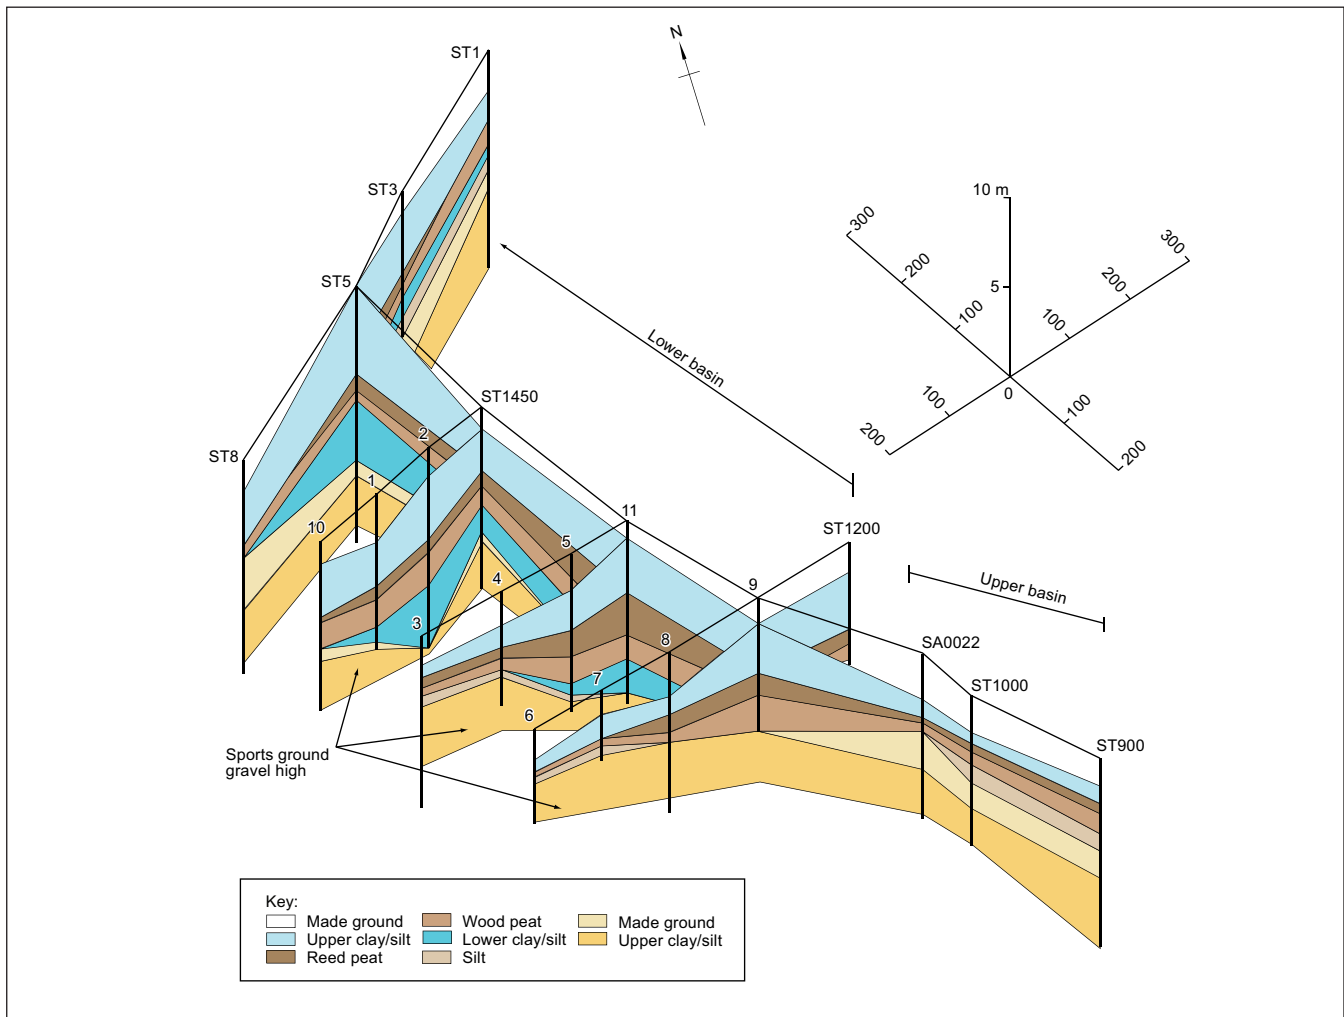 ST1
N
ST3
10 m
300
300
200
200
ST5
5
100
100
Lower basin
0
ST1450
100
100
2
200
200
ST8
1
10
11
ST1200
5
4
9
Upper basin
3
8
SA0022
7
ST1000
6
ST900
Sports ground
gravel high
Key:
Made ground
Wood peat
Made ground
Upper clay/silt
Lower clay/silt
Upper clay/silt
Reed peat
Silt